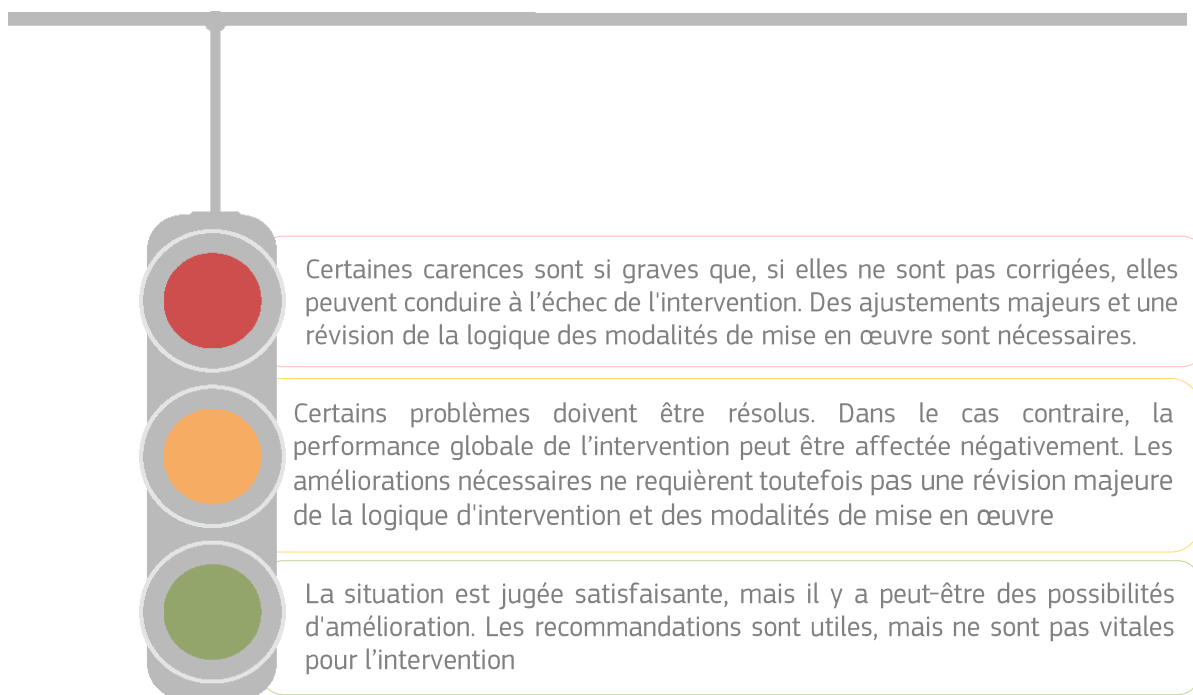 Certaines carences sont si graves que, si elles ne sont pas corrigées, elles
peuvent conduire à l’échec de l'intervention. Des ajustements majeurs et une
révision de la logique des modalités de mise en œuvre sont nécessaires.
Certains problèmes doivent être résolus. Dans le cas contraire, la
performance globale de l’intervention peut être affectée négativement. Les
améliorations nécessaires ne requièrent toutefois pas une révision majeure
de la logique d'intervention et des modalités de mise en œuvre
La situation est jugée satisfaisante, mais il y a peut-être des possibilités
d'amélioration. Les recommandations sont utiles, mais ne sont pas vitales
pour l’intervention